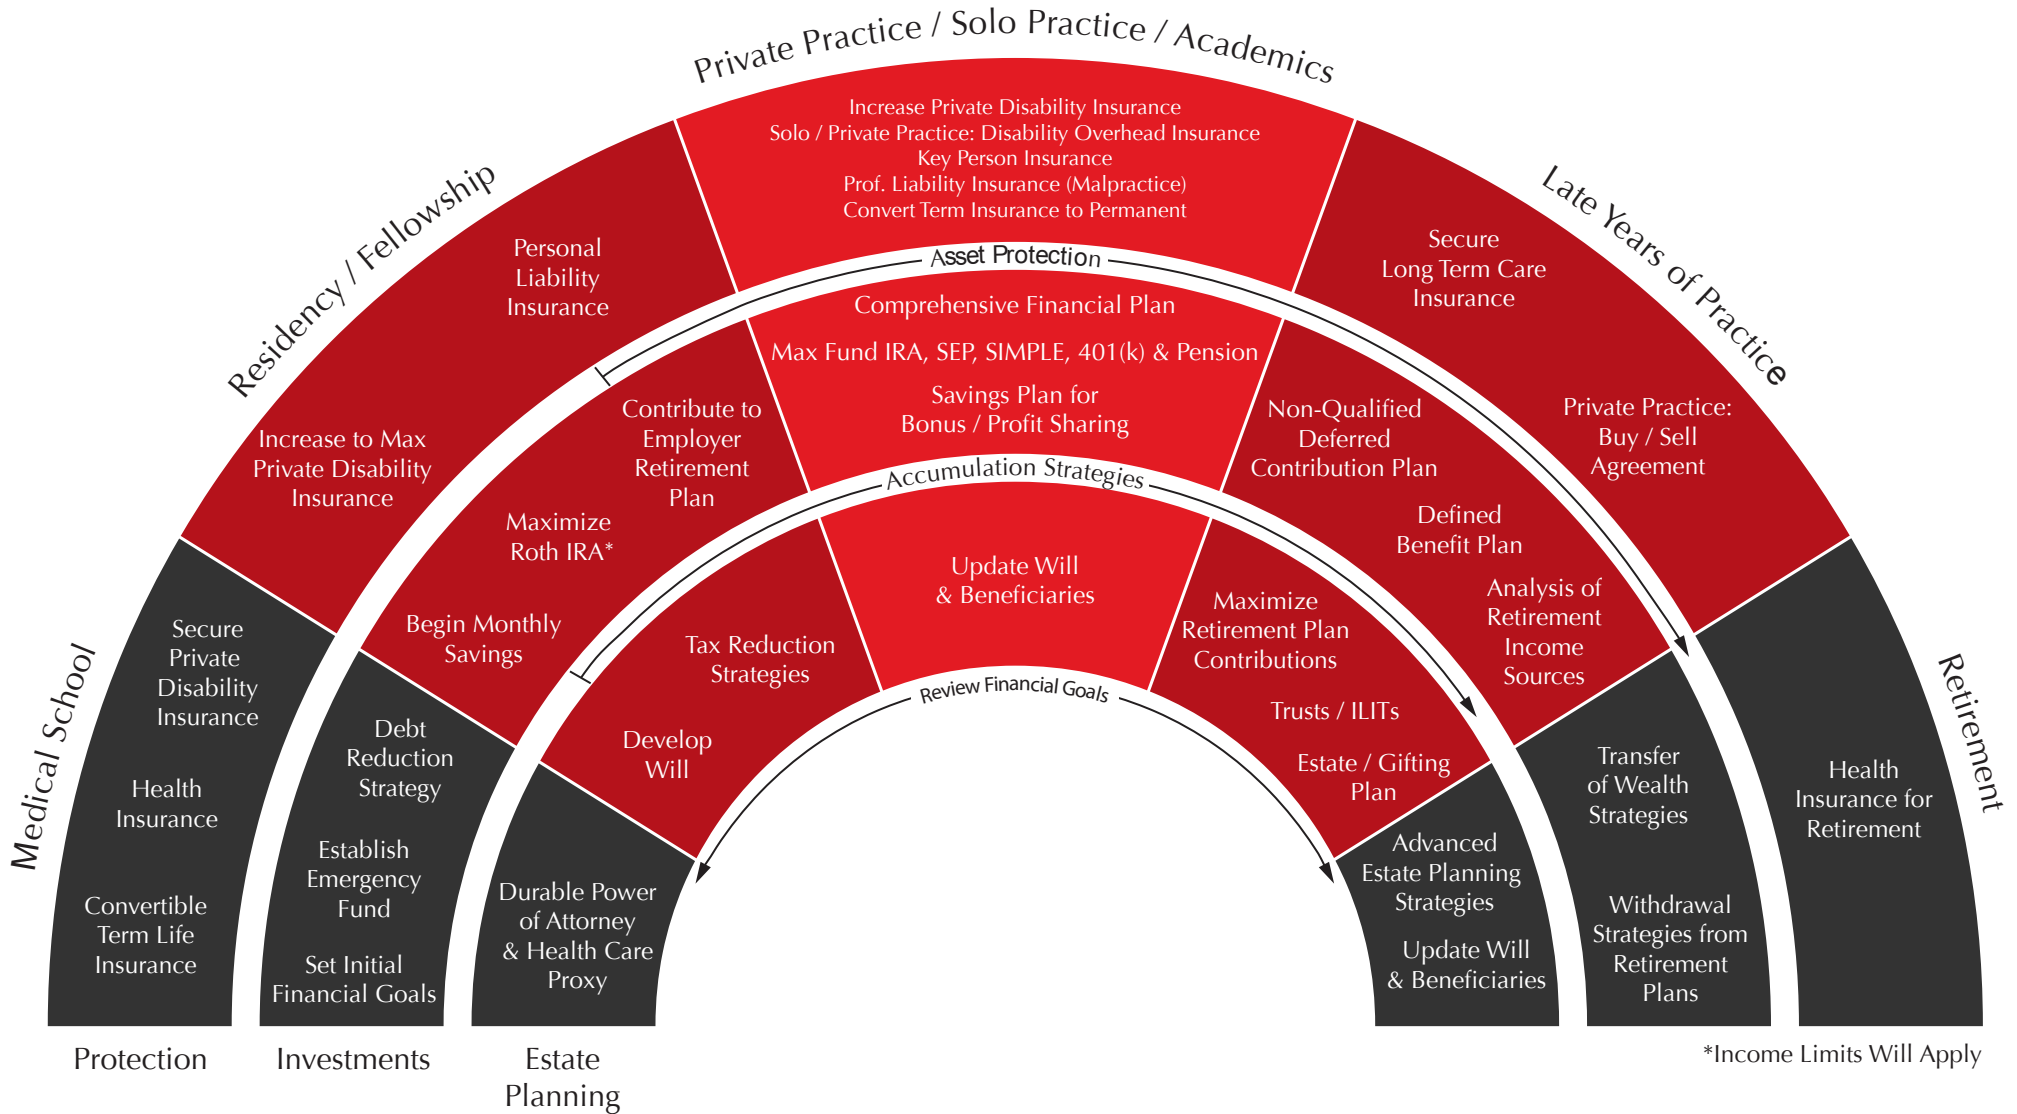 Private Practice / Solo Practice / Academics
Increase Private Disability Insurance
Solo / Private Practice: Disability Overhead Insurance
Key Person Insurance
Prof. Liability Insurance (Malpractice)
Convert Term Insurance to Permanent
Asset Protection
Comprehensive Financial Plan
Max Fund IRA, SEP, SIMPLE, 401(k) & Pension
Savings Plan for
Bonus / Profit Sharing
Accumulation Strategies
Update Will
& Beneficiaries
Review Financial Goals
Residency / Fellowship
Personal
Liability
Insurance
Increase to Max
Private Disability
Insurance
Contribute to
Employer
Retirement
Plan
Maximize
Roth IRA*
Begin Monthly
Savings
Tax Reduction
Strategies
Develop
Will
Late Years of Practice
Secure
Long Term Care
Insurance
Private Practice:
Buy / Sell
Agreement
Non-Qualified
Deferred
Contribution Plan
Defined
Benefit Plan
Analysis of
Retirement
Income
Sources
Maximize
Retirement Plan
Contributions
Trusts / ILITs
Estate / Gifting
Plan
Medical School
Secure
Private
Disability
Insurance
Health
Insurance
Convertible
Term Life
Insurance
Debt
Reduction
Strategy
Establish
Emergency
Fund
Set Initial
Financial Goals
Durable Power
of Attorney
& Health Care
Proxy
Retirement
Advanced
Estate Planning
Strategies
Update Will
& Beneficiaries
Transfer
of Wealth
Strategies
Withdrawal
Strategies from
Retirement
Plans
Health
Insurance for
Retirement
Protection
Investments
Estate
Planning
*Income Limits Will Apply